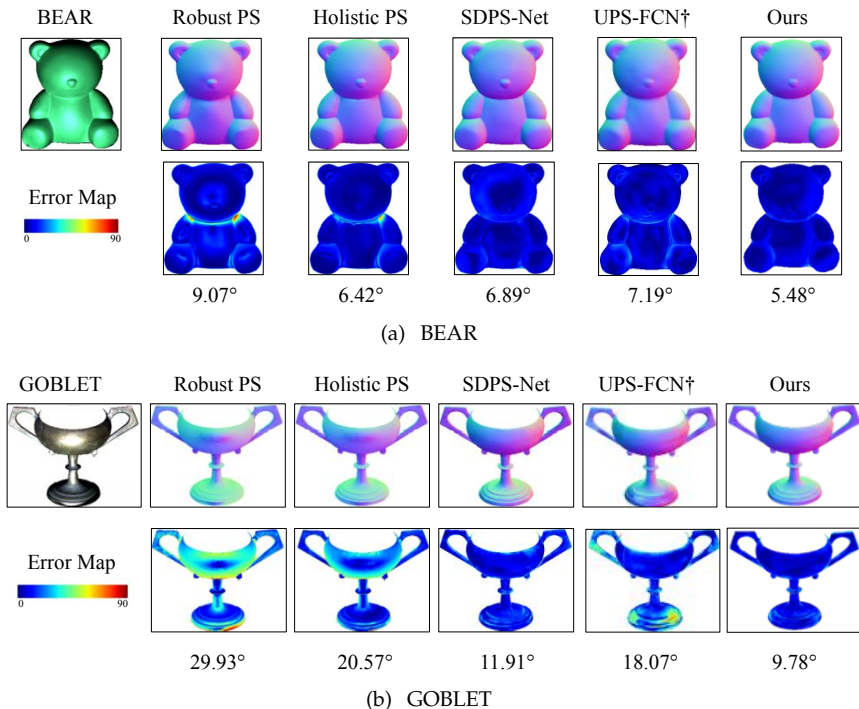 BEAR Robust PS Holistic PS SDPS-Net UPS-FCN† Ours
Error Map
0 90
9.07° 6.42° 6.89° 7.19° 5.48°
(a) BEAR
GOBLET Robust PS Holistic PS SDPS-Net UPS-FCN† Ours
Error Map
0 90
29.93° 20.57° 11.91° 18.07° 9.78°
(b) GOBLET